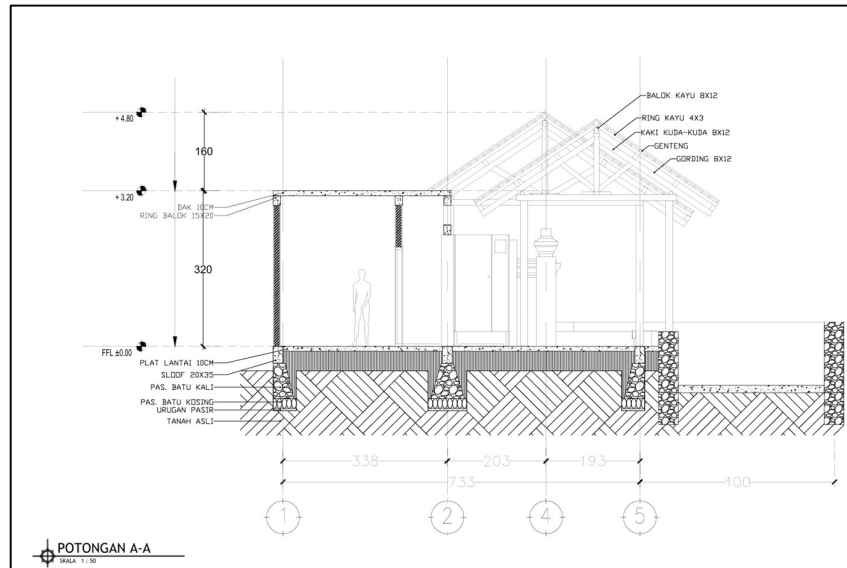 BALOK KAYU 8X12
RING KAYU 4X3
KAKI KUDA-KUDA 8X12
GENTENG
GORDING 8X12
+ 4.80
160
+ 3.20
DAK 10CM
RING BALOK 15X20
320
FFL ±0.00
PLAT LANTAI 10CM
SLOOF 20X35
PAS. BATU KALI
PAS. BATU KOSING
URUGAN PASIR
TANAH ASLI
338
203
193
733
400
1
2
4
5
POTONGAN A-A
SKALA 1 : 50